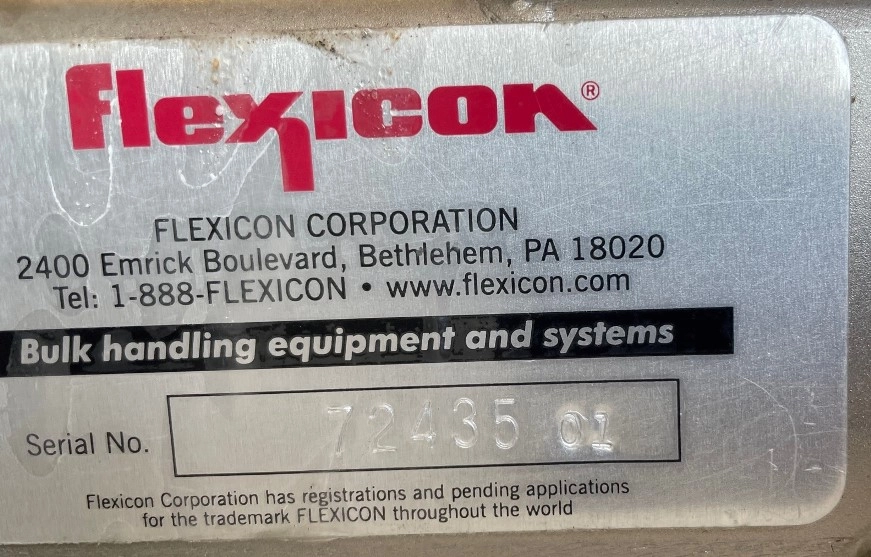 flexicon®
FLEXICON CORPORATION
2400 Emrick Boulevard, Bethlehem, PA 18020
Tel: 1-888-FLEXICON • www.flexicon.com
Bulk handling equipment and systems
Serial No. 72435 01
Flexicon Corporation has registrations and pending applications
for the trademark FLEXICON throughout the world